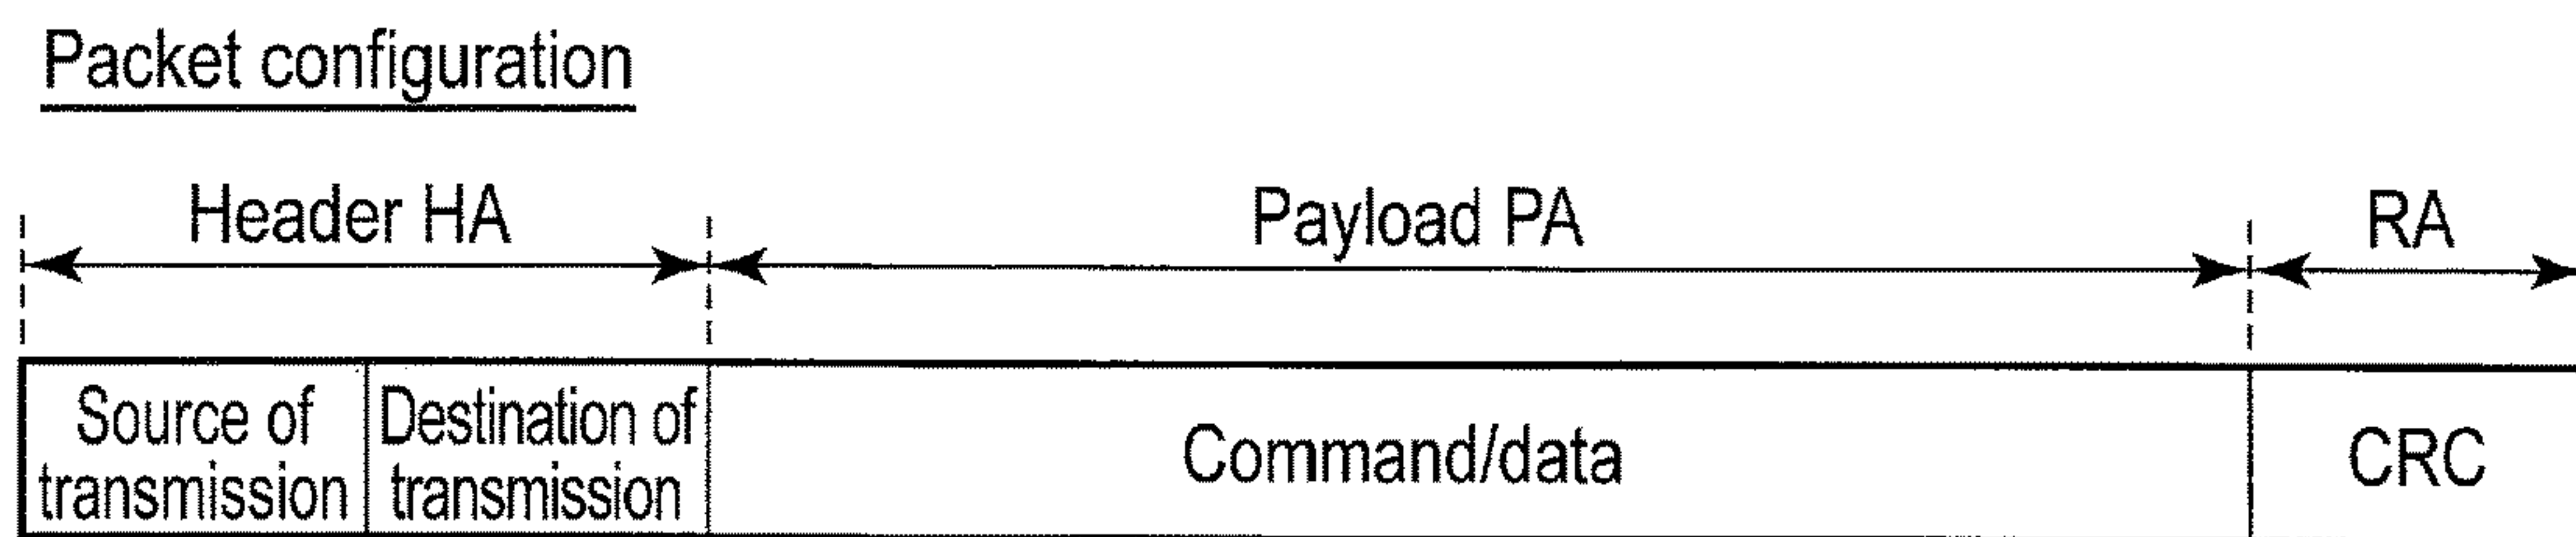 Packet configuration
Header HA
Payload PA
RA
Source of
transmission
Destination of
transmission
Command/data
CRC